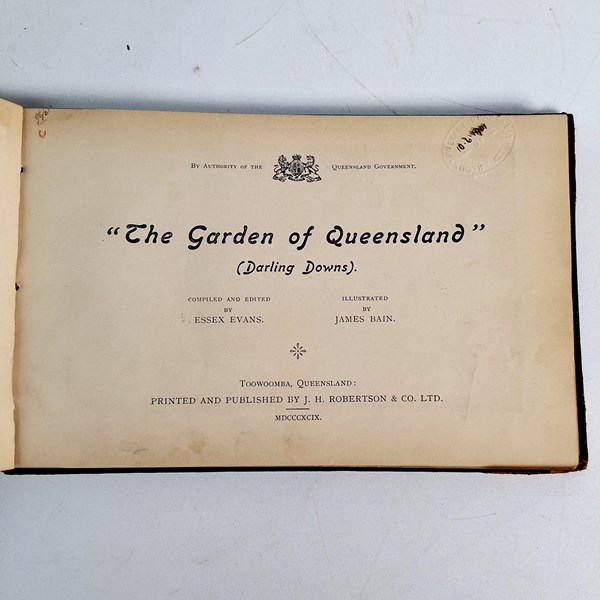 By Authority of the Queensland Government.
"The Garden of Queensland"
(Darling Downs).
COMPILED AND EDITED
BY
ESSEX EVANS.
ILLUSTRATED
BY
JAMES BAIN.
Toowoomba, Queensland:
PRINTED AND PUBLISHED BY J. H. ROBERTSON & CO. LTD.
MDCCCXCIX.